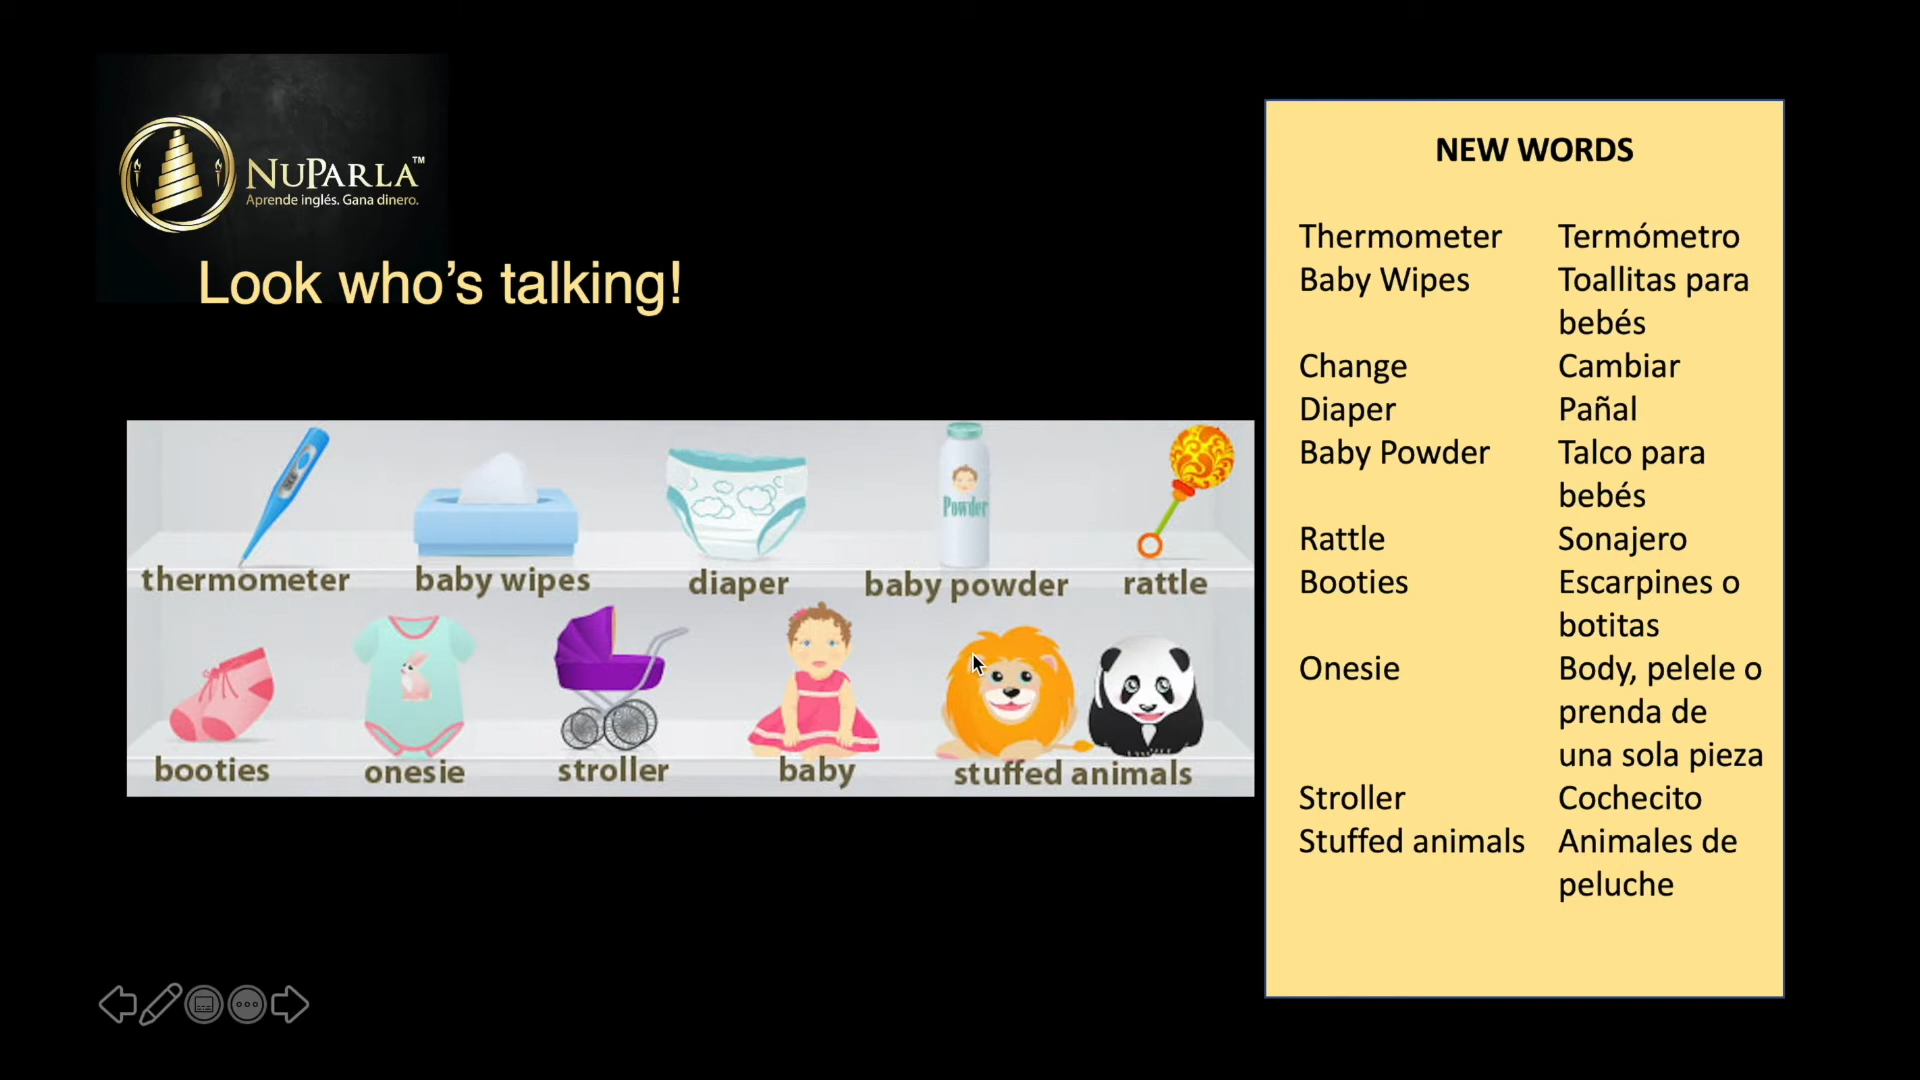 NUPARLA™
Aprende inglés. Gana dinero.
Look who’s talking!
thermometer baby wipes diaper baby powder rattle
Powder
booties onesie stroller baby stuffed animals
NEW WORDS
Thermometer Termómetro
Baby Wipes Toallitas para
bebés
Change Cambiar
Diaper Pañal
Baby Powder Talco para
bebés
Rattle Sonajero
Booties Escarpines o
botitas
Onesie Body, pelele o
prenda de
una sola pieza
Stroller Cochecito
Stuffed animals Animales de
peluche